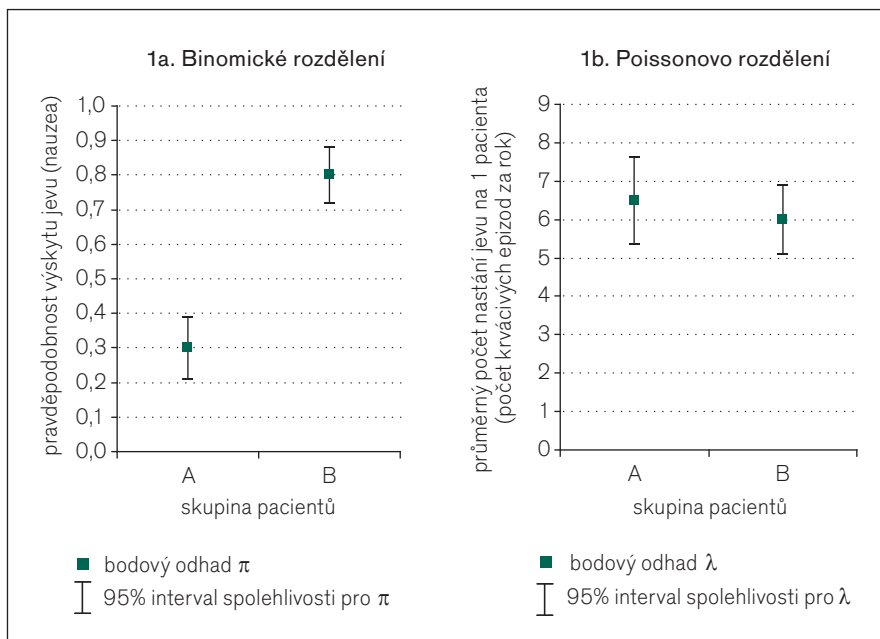 1a. Binomické rozdělení
pravděpodobnost výskytu jevu (nauzea)
1,0
0,9
0,8
0,7
0,6
0,5
0,4
0,3
0,2
0,1
0,0
A
B
skupina pacientů
bodový odhad π
95% interval spolehlivosti pro π
1b. Poissonovo rozdělení
průměrný počet nastání jevu na 1 pacienta
(počet krvácivých epizod za rok)
9
8
7
6
5
4
3
2
1
0
A
B
skupina pacientů
bodový odhad λ
95% interval spolehlivosti pro λ